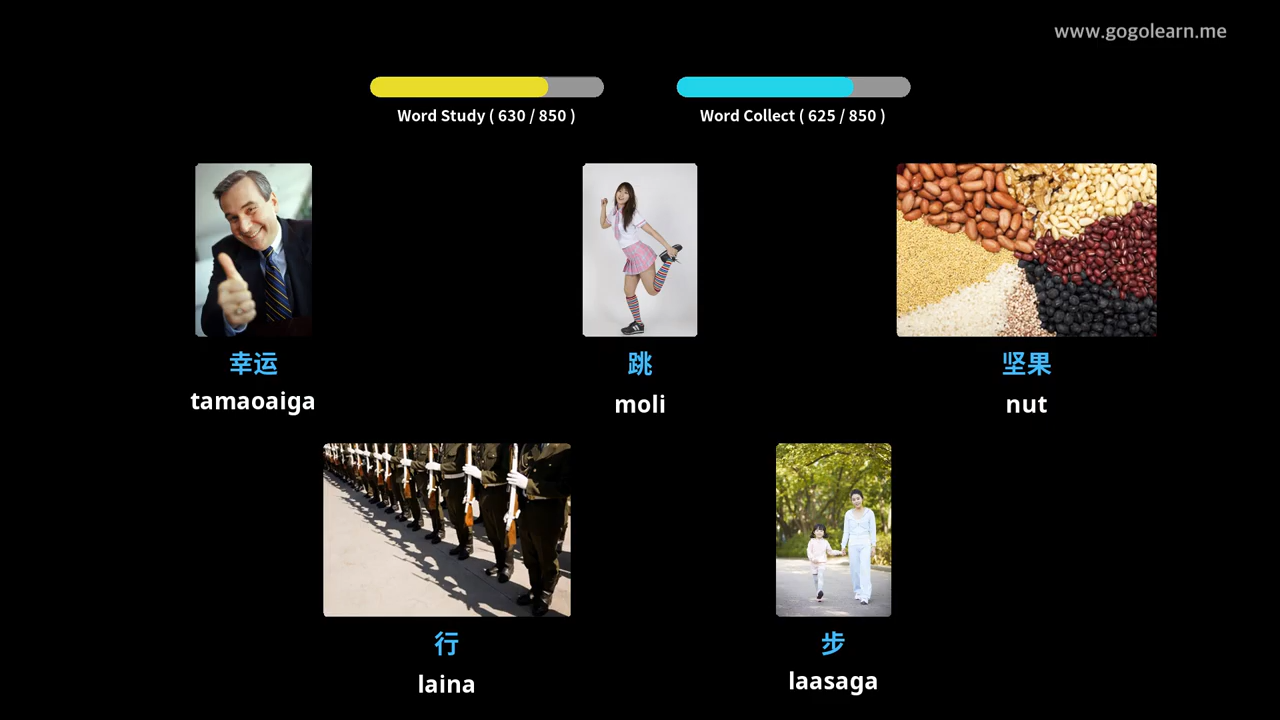 www.gogolearn.me
Word Study ( 630 / 850 )
Word Collect ( 625 / 850 )
幸运
tamaoaiga
跳
moli
坚果
nut
行
laina
步
laasaga